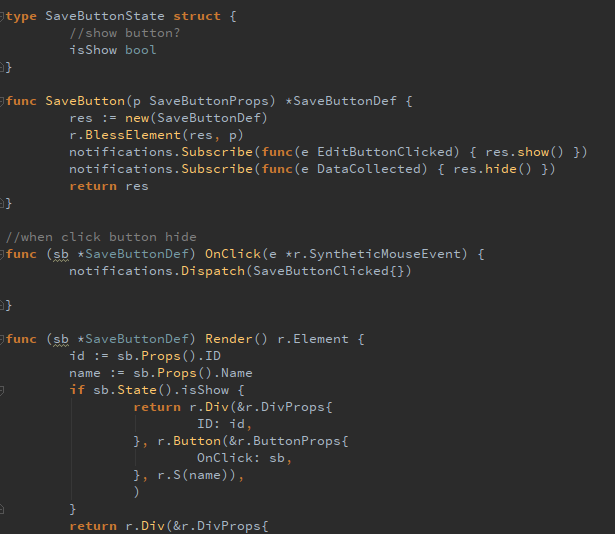 type SaveButtonState struct {
        //show button?
        isShow bool
}

func SaveButton(p SaveButtonProps) *SaveButtonDef {
        res := new(SaveButtonDef)
        r.BlessElement(res, p)
        notifications.Subscribe(func(e EditButtonClicked) { res.show() })
        notifications.Subscribe(func(e DataCollected) { res.hide() })
        return res
}

//when click button hide
func (sb *SaveButtonDef) OnClick(e *r.SyntheticMouseEvent) {
        notifications.Dispatch(SaveButtonClicked{})

}

func (sb *SaveButtonDef) Render() r.Element {
        id := sb.Props().ID
        name := sb.Props().Name
        if sb.State().isShow {
                return r.Div(&r.DivProps{
                        ID: id,
                }, r.Button(&r.ButtonProps{
                        OnClick: sb,
                }, r.S(name)),
                )
        }
        return r.Div(&r.DivProps{